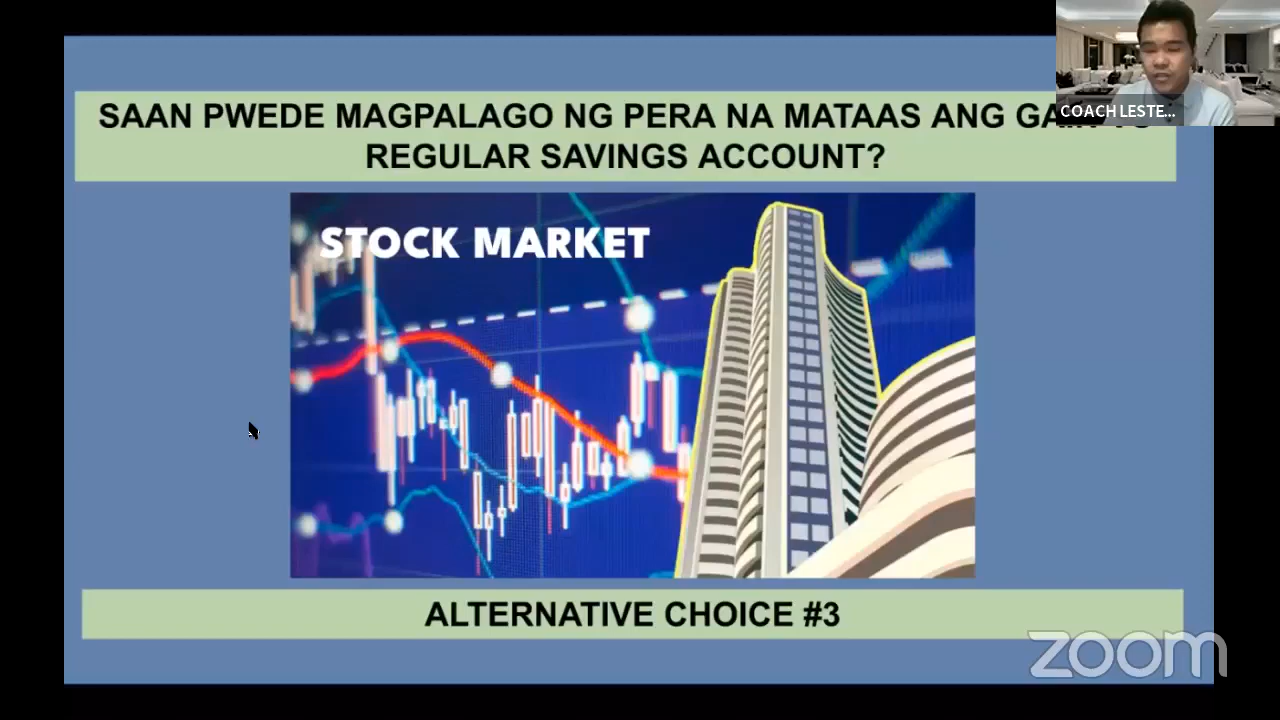 SAAN PWEDE MAGPALAGO NG PERA NA MATAAS ANG
REGULAR SAVINGS ACCOUNT?
COACH LESTE...
STOCK MARKET
ALTERNATIVE CHOICE #3
zoom